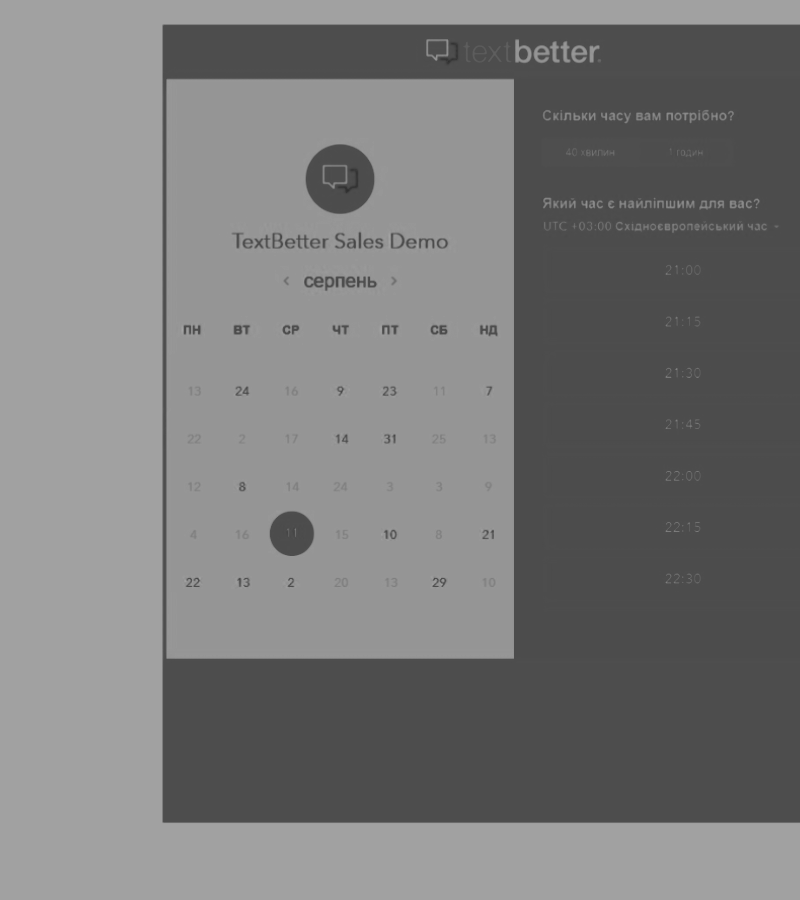 textbetter
TextBetter Sales Demo
‹ серпень ›
ПН ВТ СР ЧТ ПТ СБ НД
13 24 16 9 23 11 7
22 2 17 14 31 25 13
12 8 14 24 3 3 9
4 16 11 15 10 8 21
22 13 2 20 13 29 10
Скільки часу вам потрібно?
40 хвилин 1 годин
Який час є найліпшим для вас?
UTC +03:00 Східноєвропейський час
21:00
21:15
21:30
21:45
22:00
22:15
22:30